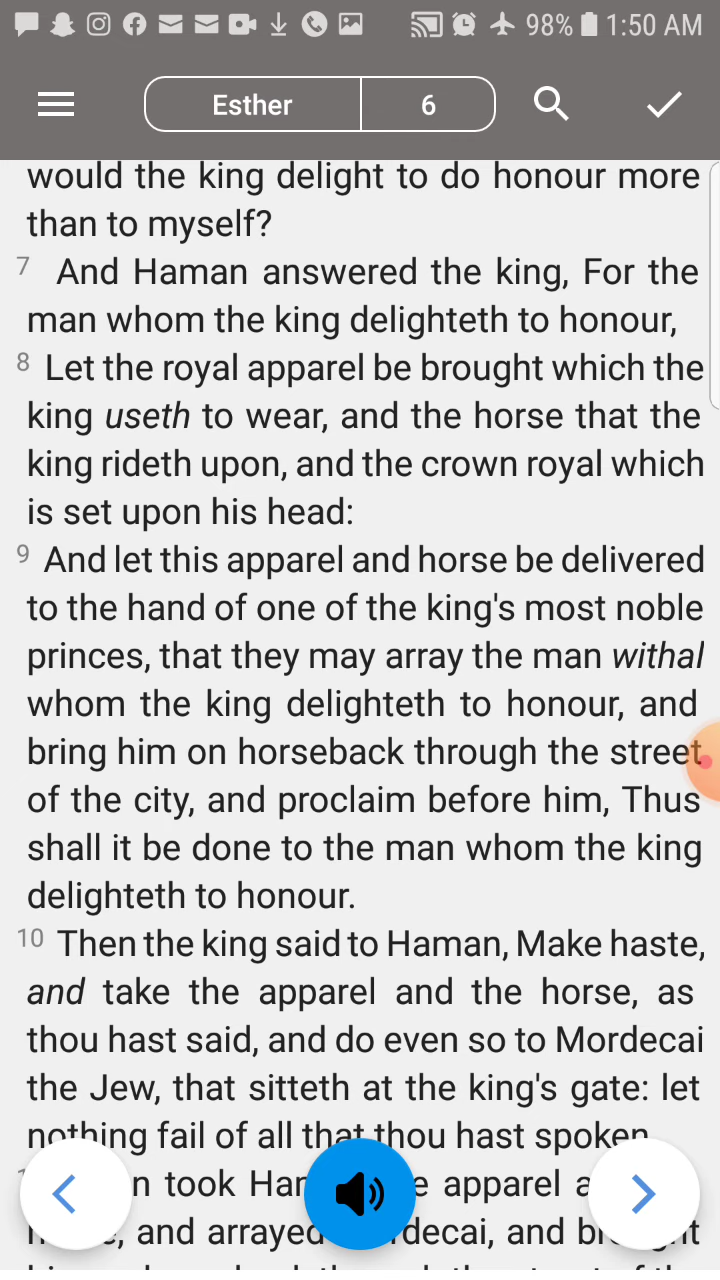 98% 1:50 AM
Esther 6
would the king delight to do honour more
than to myself?
7 And Haman answered the king, For the
man whom the king delighteth to honour,
8 Let the royal apparel be brought which the
king useth to wear, and the horse that the
king rideth upon, and the crown royal which
is set upon his head:
9 And let this apparel and horse be delivered
to the hand of one of the king's most noble
princes, that they may array the man withal
whom the king delighteth to honour, and
bring him on horseback through the street
of the city, and proclaim before him, Thus
shall it be done to the man whom the king
delighteth to honour.
10 Then the king said to Haman, Make haste,
and take the apparel and the horse, as
thou hast said, and do even so to Mordecai
the Jew, that sitteth at the king's gate: let
nothing fail of all that thou hast spoken
took apparel
and arrayed and